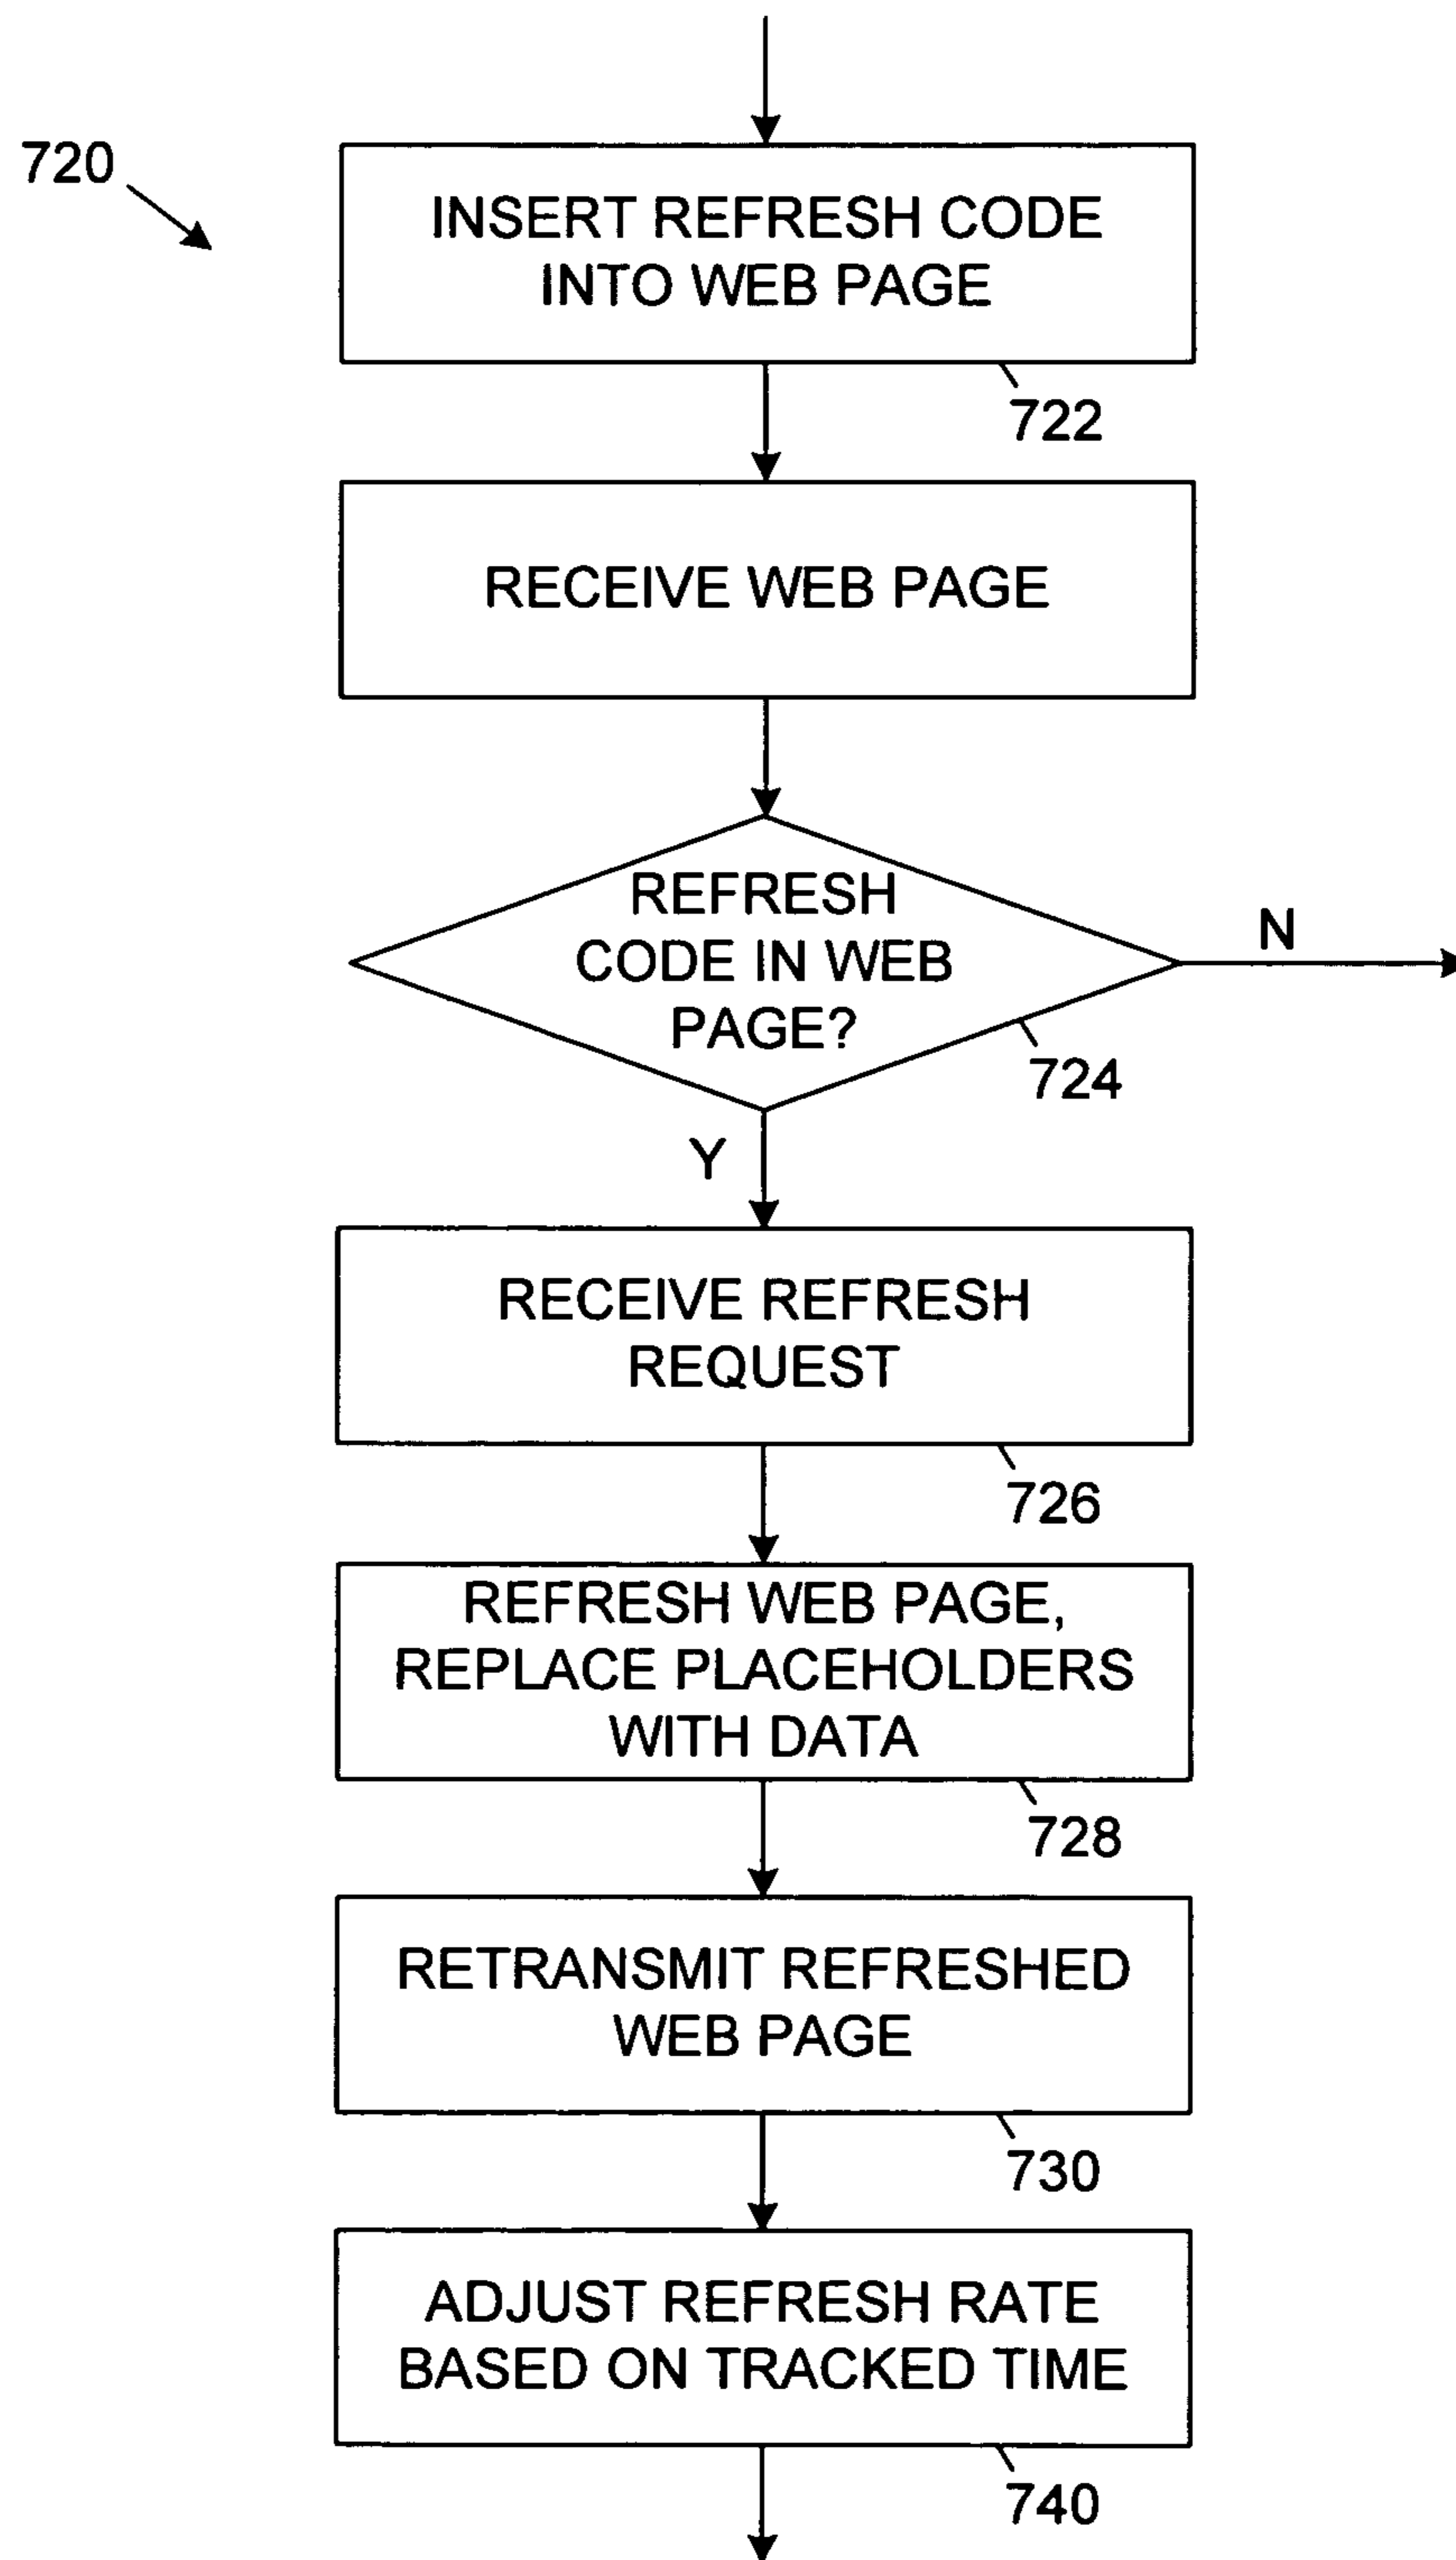 720
INSERT REFRESH CODE
INTO WEB PAGE
722
RECEIVE WEB PAGE
REFRESH
CODE IN WEB
PAGE?
N
724
Y
RECEIVE REFRESH
REQUEST
726
REFRESH WEB PAGE,
REPLACE PLACEHOLDERS
WITH DATA
728
RETRANSMIT REFRESHED
WEB PAGE
730
ADJUST REFRESH RATE
BASED ON TRACKED TIME
740